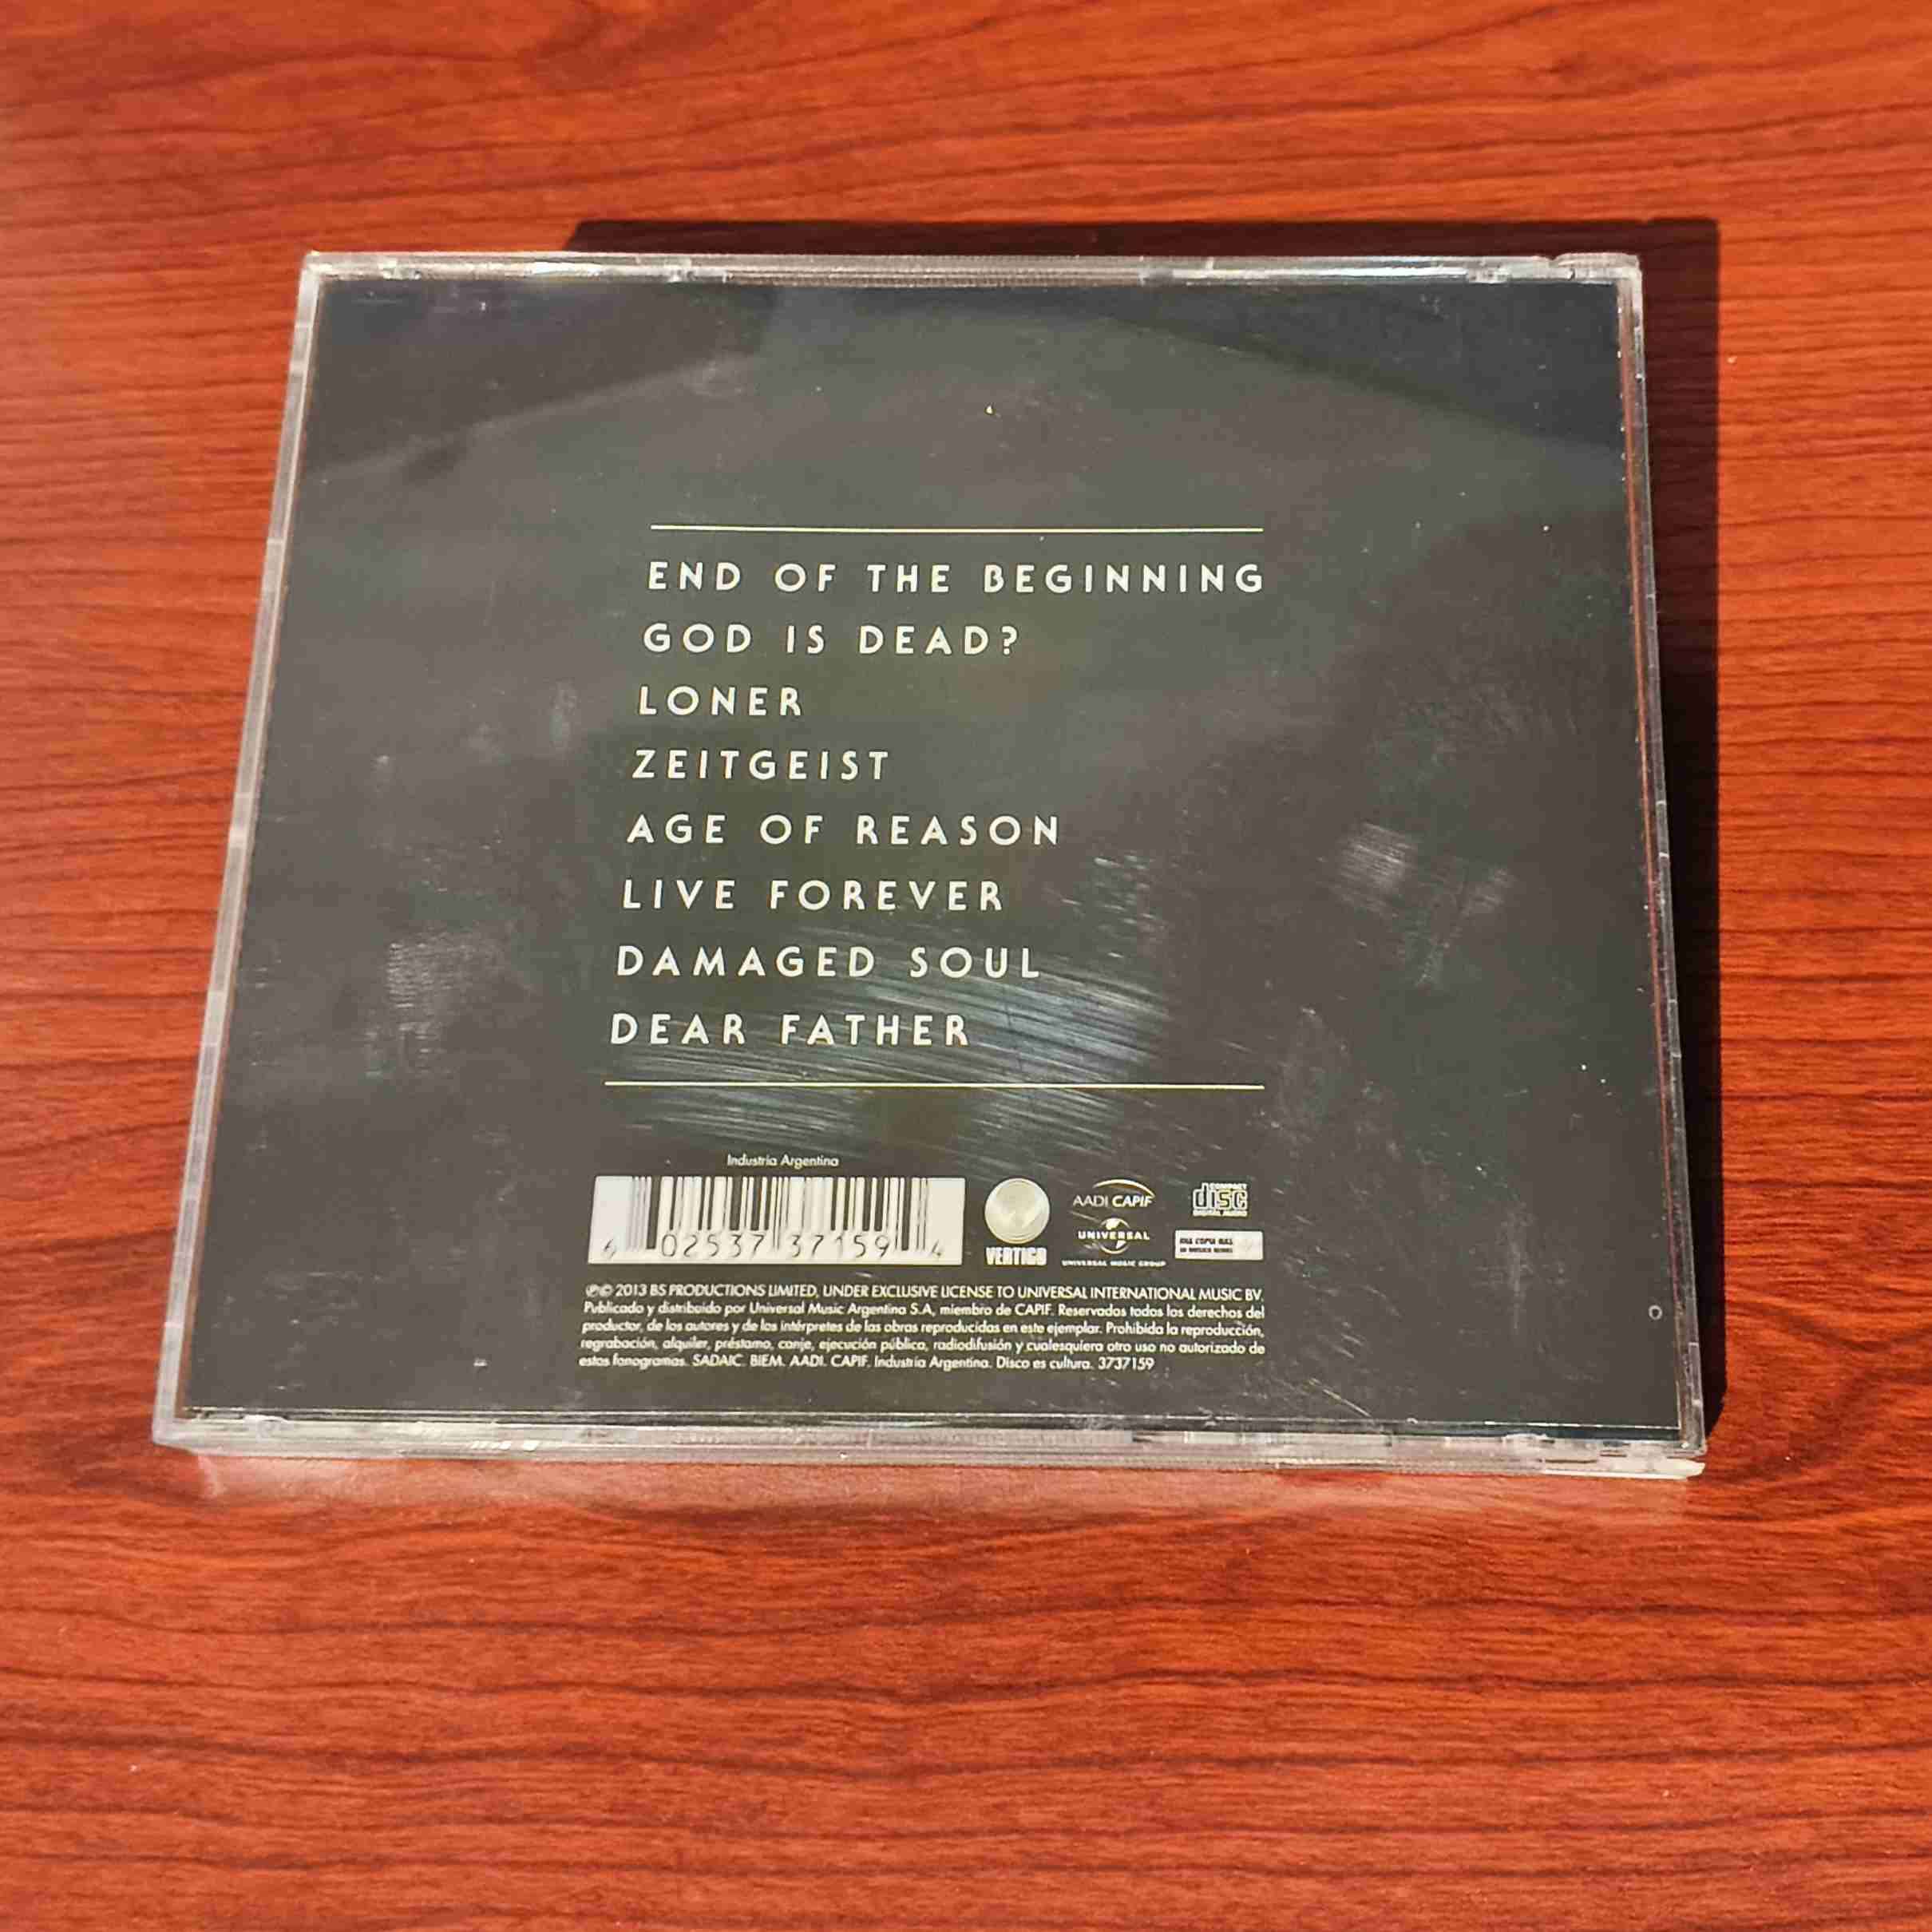 END OF THE BEGINNING
GOD IS DEAD?
LONER
ZEITGEIST
AGE OF REASON
LIVE FOREVER
DAMAGED SOUL
DEAR FATHER
Industria Argentina
6 02537 37159 4
VERTIGO
AADI CAPIF
UNIVERSAL
UNIVERSAL MUSIC GROUP
COMPACT
disc
DIGITAL AUDIO
℗© 2013 BS PRODUCTIONS LIMITED, UNDER EXCLUSIVE LICENSE TO UNIVERSAL INTERNATIONAL MUSIC BV.
Publicado y distribuido por Universal Music Argentina S.A, miembro de CAPIF. Reservados todos los derechos del
productor, de los autores y de los intérpretes de las obras reproducidas en este ejemplar. Prohibida la reproducción,
regrabación, alquiler, préstamo, canje, ejecución pública, radiodifusión y cualesquiera otro uso no autorizado de
estos fonogramas. SADAIC. BIEM. AADI. CAPIF. Industria Argentina. Disco es cultura. 3737159